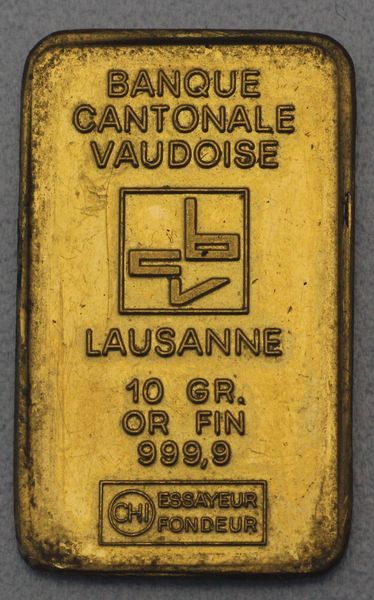 BANQUE
CANTONALE
VAUDOISE
b
c
v
LAUSANNE
10 GR.
OR FIN
999,9
CHI ESSAYEUR
FONDEUR